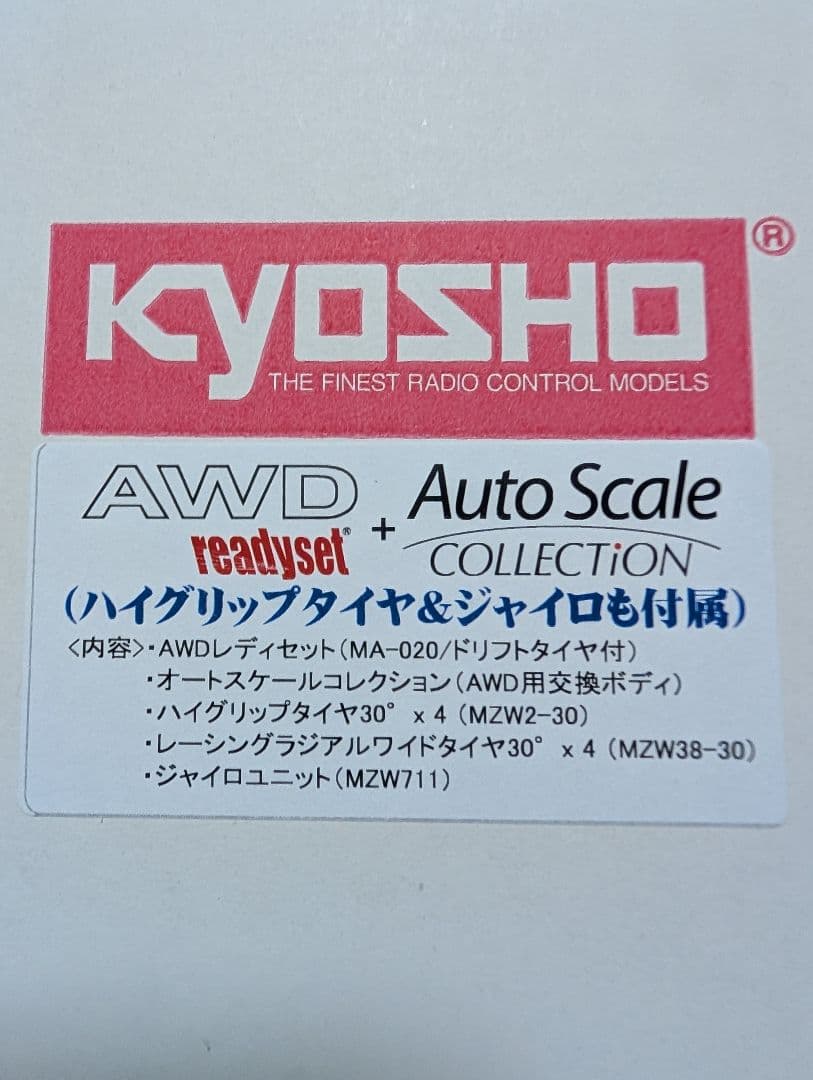 KYOSHO®
THE FINEST RADIO CONTROL MODELS
AWD readyset® + Auto Scale COLLECTiON
(ハイグリップタイヤ&ジャイロも付属)
<内容>・AWDレディセット(MA-020/ドリフトタイヤ付)
・オートスケールコレクション(AWD用交換ボディ)
・ハイグリップタイヤ30° x 4 (MZW2-30)
・レーシングラジアルワイドタイヤ30° x 4 (MZW38-30)
・ジャイロユニット(MZW711)